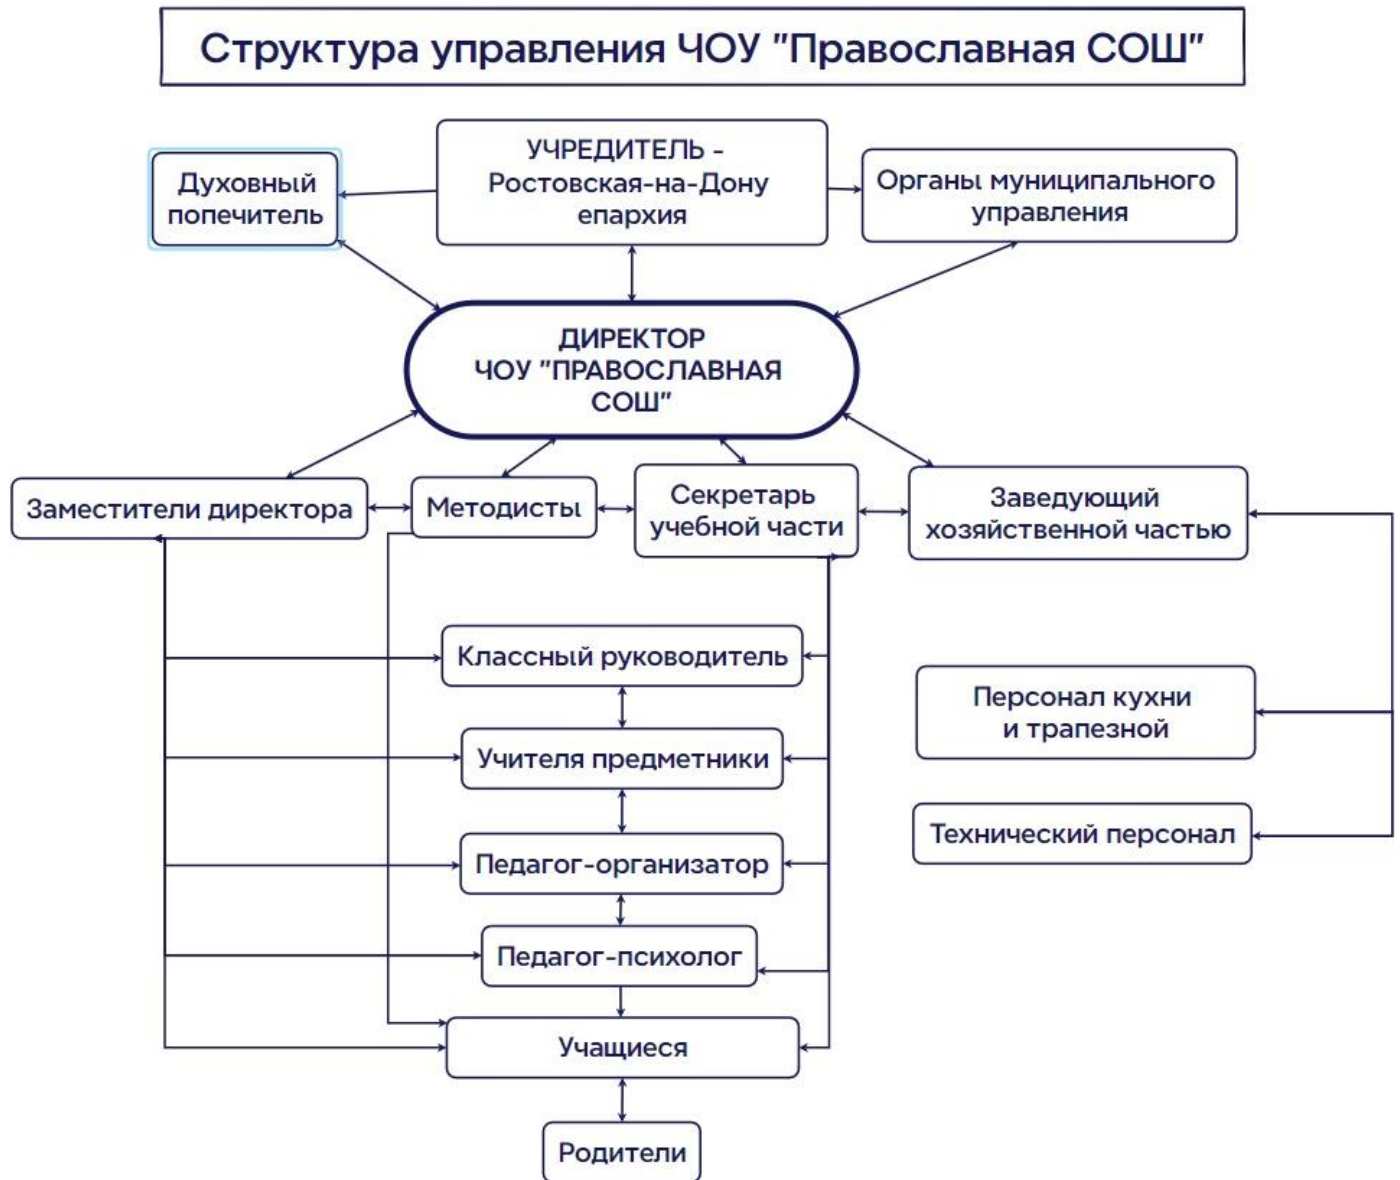 Структура управления ЧОУ "Православная СОШ"
Духовный
попечитель
УЧРЕДИТЕЛЬ -
Ростовская-на-Дону
епархия
Органы муниципального
управления
ДИРЕКТОР
ЧОУ "ПРАВОСЛАВНАЯ
СОШ"
Заместители директора
Методисты
Секретарь
учебной части
Заведующий
хозяйственной частью
Классный руководитель
Учителя предметники
Педагог-организатор
Педагог-психолог
Учащиеся
Родители
Персонал кухни
и трапезной
Технический персонал